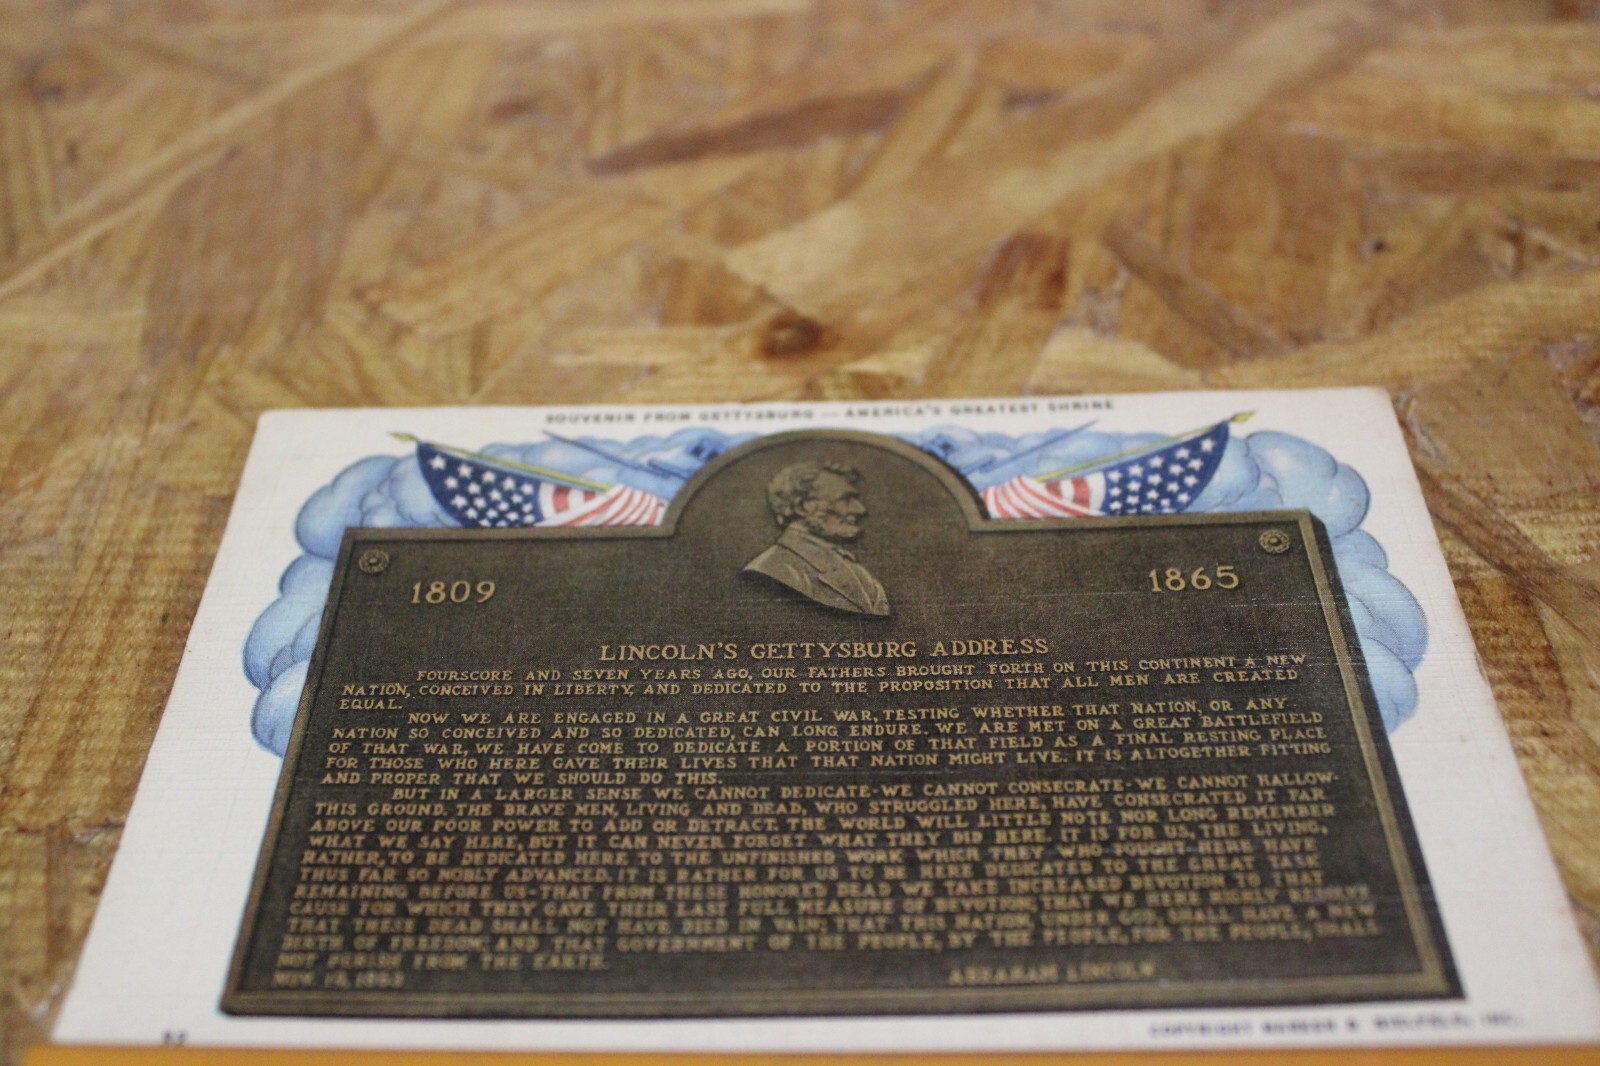 SOUVENIR FROM GETTYSBURG — AMERICA'S GREATEST SHRINE
1809
1865
LINCOLN'S GETTYSBURG ADDRESS
FOURSCORE AND SEVEN YEARS AGO, OUR FATHERS BROUGHT FORTH ON THIS CONTINENT A NEW
NATION, CONCEIVED IN LIBERTY, AND DEDICATED TO THE PROPOSITION THAT ALL MEN ARE CREATED
EQUAL.
NOW WE ARE ENGAGED IN A GREAT CIVIL WAR, TESTING WHETHER THAT NATION, OR ANY
NATION SO CONCEIVED AND SO DEDICATED, CAN LONG ENDURE. WE ARE MET ON A GREAT BATTLEFIELD
OF THAT WAR, WE HAVE COME TO DEDICATE A PORTION OF THAT FIELD AS A FINAL RESTING PLACE
FOR THOSE WHO HERE GAVE THEIR LIVES THAT THAT NATION MIGHT LIVE. IT IS ALTOGETHER FITTING
AND PROPER THAT WE SHOULD DO THIS.
BUT IN A LARGER SENSE WE CANNOT DEDICATE-WE CANNOT CONSECRATE-WE CANNOT HALLOW-
THIS GROUND. THE BRAVE MEN, LIVING AND DEAD, WHO STRUGGLED HERE, HAVE CONSECRATED IT FAR
ABOVE OUR POOR POWER TO ADD OR DETRACT. THE WORLD WILL LITTLE NOTE NOR LONG REMEMBER
WHAT WE SAY HERE, BUT IT CAN NEVER FORGET WHAT THEY DID HERE. IT IS FOR US, THE LIVING,
RATHER, TO BE DEDICATED HERE TO THE UNFINISHED WORK WHICH THEY WHO FOUGHT HERE HAVE
THUS FAR SO NOBLY ADVANCED. IT IS RATHER FOR US TO BE HERE DEDICATED TO THE GREAT TASK
REMAINING BEFORE US-THAT FROM THESE HONORED DEAD WE TAKE INCREASED DEVOTION TO THAT
CAUSE FOR WHICH THEY GAVE THEIR LAST FULL MEASURE OF DEVOTION; THAT WE HERE HIGHLY RESOLVE
THAT THESE DEAD SHALL NOT HAVE DIED IN VAIN; THAT THIS NATION, UNDER GOD, SHALL HAVE A NEW
BIRTH OF FREEDOM; AND THAT GOVERNMENT OF THE PEOPLE, BY THE PEOPLE, FOR THE PEOPLE, SHALL
NOT PERISH FROM THE EARTH.
NOV. 19, 1863
ABRAHAM LINCOLN
COPYRIGHT
INC.